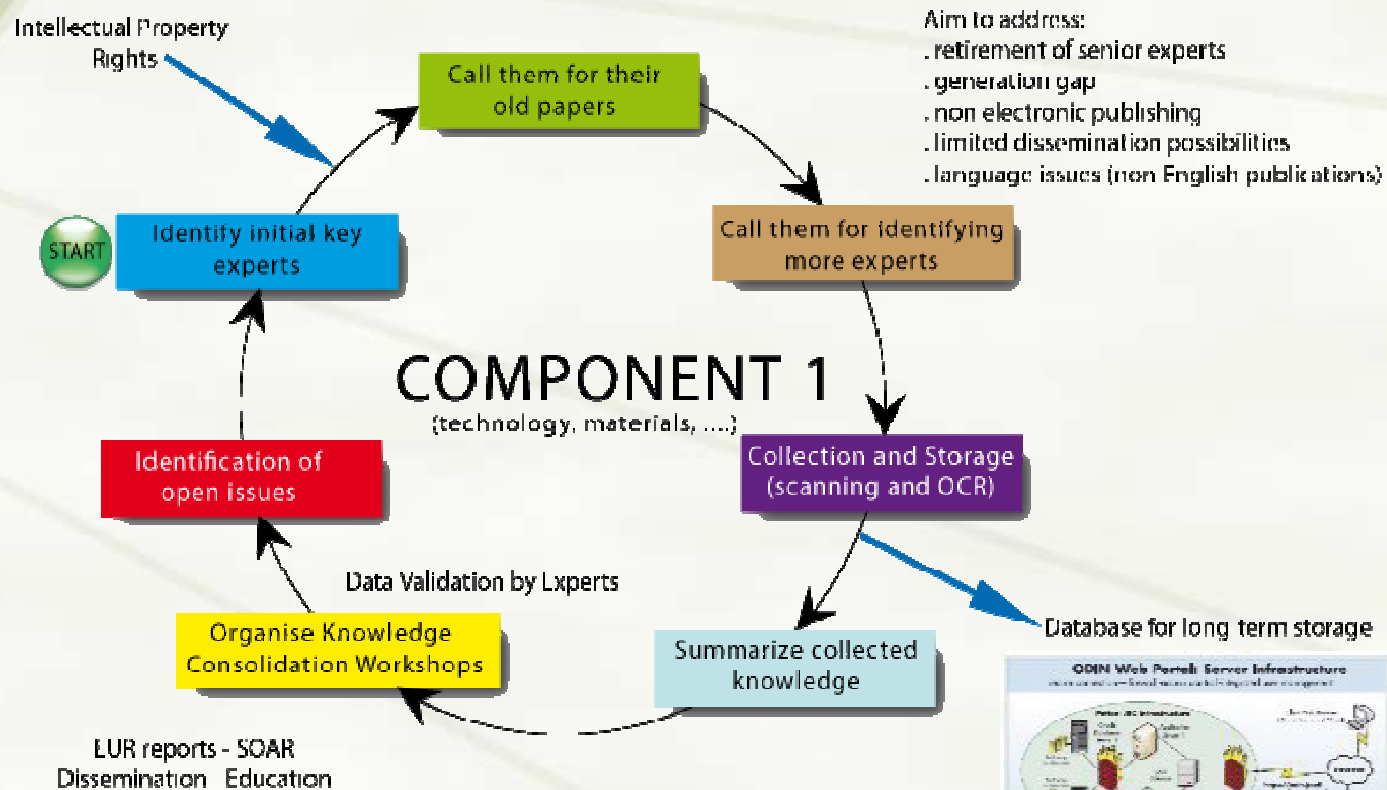 Intellectual Property
Rights
Call them for their
old papers
Aim to address:
. retirement of senior experts
. generation gap
. non electronic publishing
. limited dissemination possibilities
. language issues (non English publications)
START
Identify initial key
experts
Call them for identifying
more experts
COMPONENT 1
(technology, materials, ....)
Identification of
open issues
Collection and Storage
(scanning and OCR)
Data Validation by Experts
Organise Knowledge
Consolidation Workshops
Summarize collected
knowledge
Database for long term storage
ODIN Web Portal: Server Infrastructure
EUR reports - SOAR
Dissemination Education